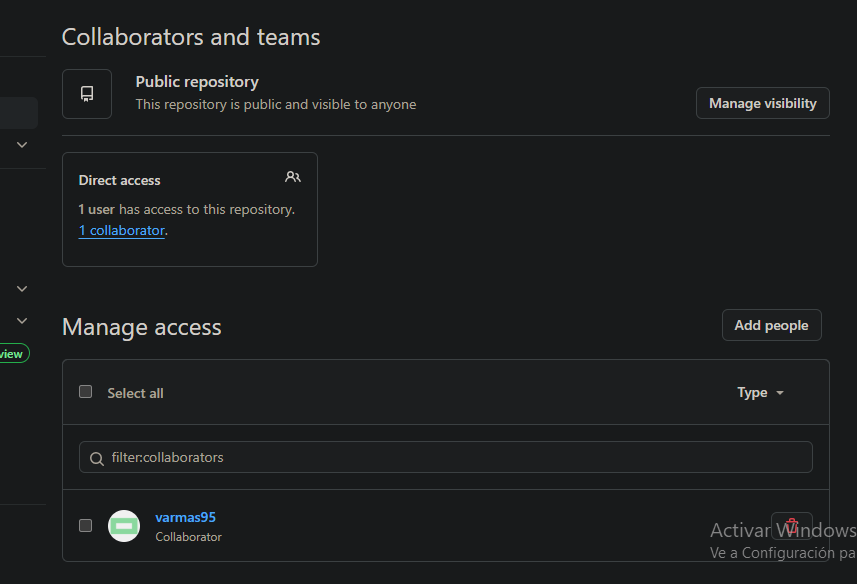 Collaborators and teams
Public repository
This repository is public and visible to anyone
Manage visibility
Direct access
1 user has access to this repository.
1 collaborator.
Manage access
Add people
view
Select all
Type
filter:collaborators
varmas95
Collaborator
Activar Windows
Ve a Configuración pa